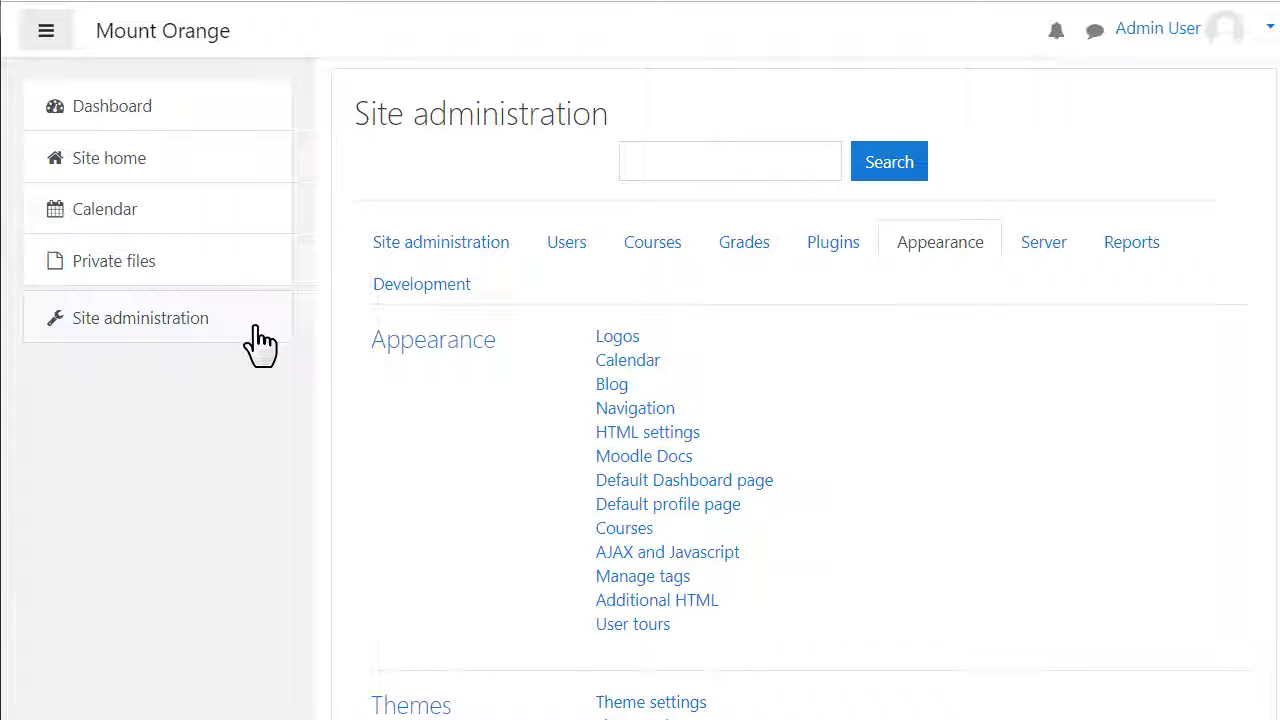 Mount Orange
Admin User
Dashboard
Site home
Calendar
Private files
Site administration
Site administration
Search
Site administration Users Courses Grades Plugins Appearance Server Reports
Development
Appearance
Logos
Calendar
Blog
Navigation
HTML settings
Moodle Docs
Default Dashboard page
Default profile page
Courses
AJAX and Javascript
Manage tags
Additional HTML
User tours
Themes
Theme settings